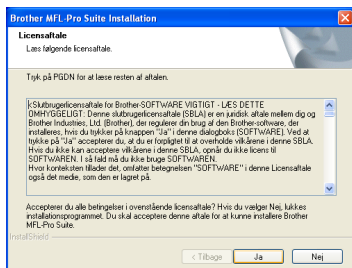 Brother MFL-Pro Suite Installation
Licensaftale
Læs følgende licensaftale.
Tryk på PGDN for at læse resten af aftalen.
kSlutbrugerlicensaftale for Brother-SOFTWARE VIGTIGT - LÆS DETTE
OMHYGGELIGT: Denne slutbrugerlicensaftale (SBLA) er en juridisk aftale mellem dig og
Brother Industries, Ltd. (Brother), der regulerer din brug af den Brother-software, der
installeres, hvis du trykker på knappen "Ja" i denne dialogboks (SOFTWARE). Ved at
trykke på "Ja" accepterer du, at du er forpligtet til at overholde vilkårene i denne SBLA.
Hvis du ikke kan acceptere vilkårene i denne SBLA, opnår du ikke licens til
SOFTWAREN. I så fald må du ikke bruge SOFTWAREN.
Hvor konteksten tillader det, omfatter betegnelsen "SOFTWARE" i denne Licensaftale
også det medie, som den er lagret på.
Accepterer du alle betingelser i ovenstående licensaftale? Hvis du vælger Nej, lukkes
installationsprogrammet. Du skal acceptere denne aftale for at kunne installere Brother
MFL-Pro Suite.
InstallShield
< Tilbage
Ja
Nej